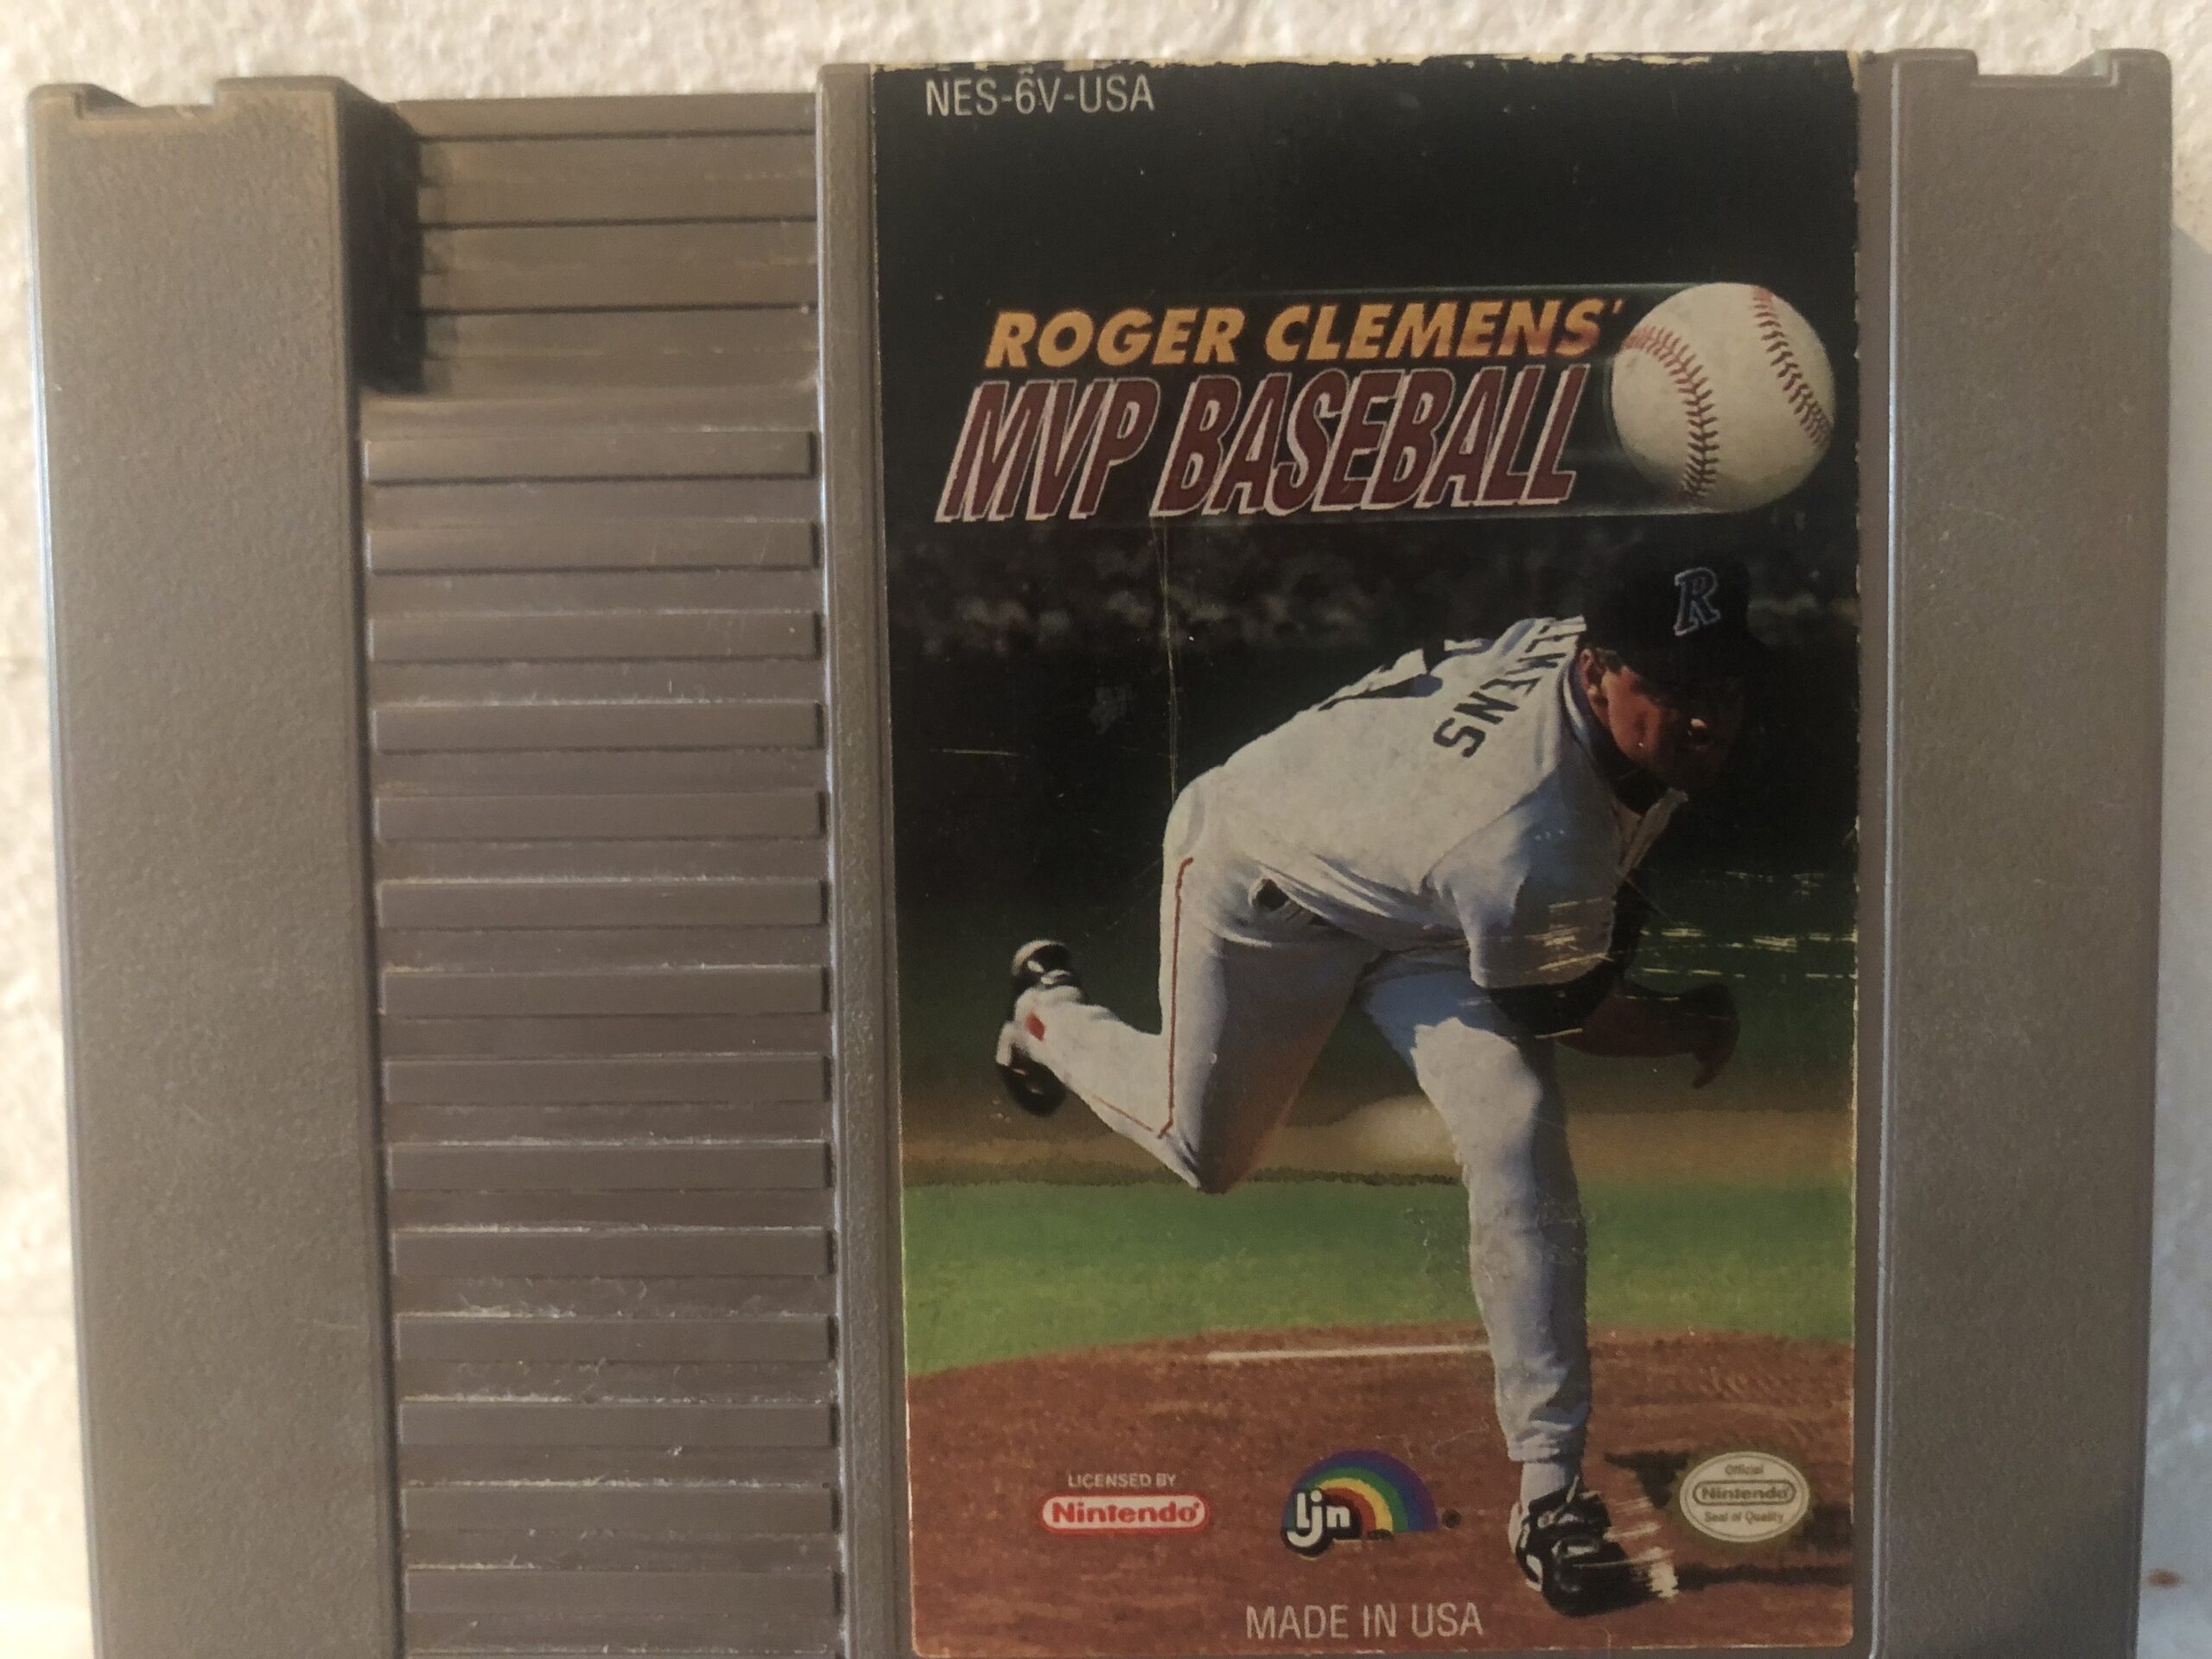 NES-6V-USA
ROGER CLEMENS'
MVP BASEBALL
R
LICENSED BY
Nintendo
ljn
Official
Nintendo
Seal of Quality
MADE IN USA